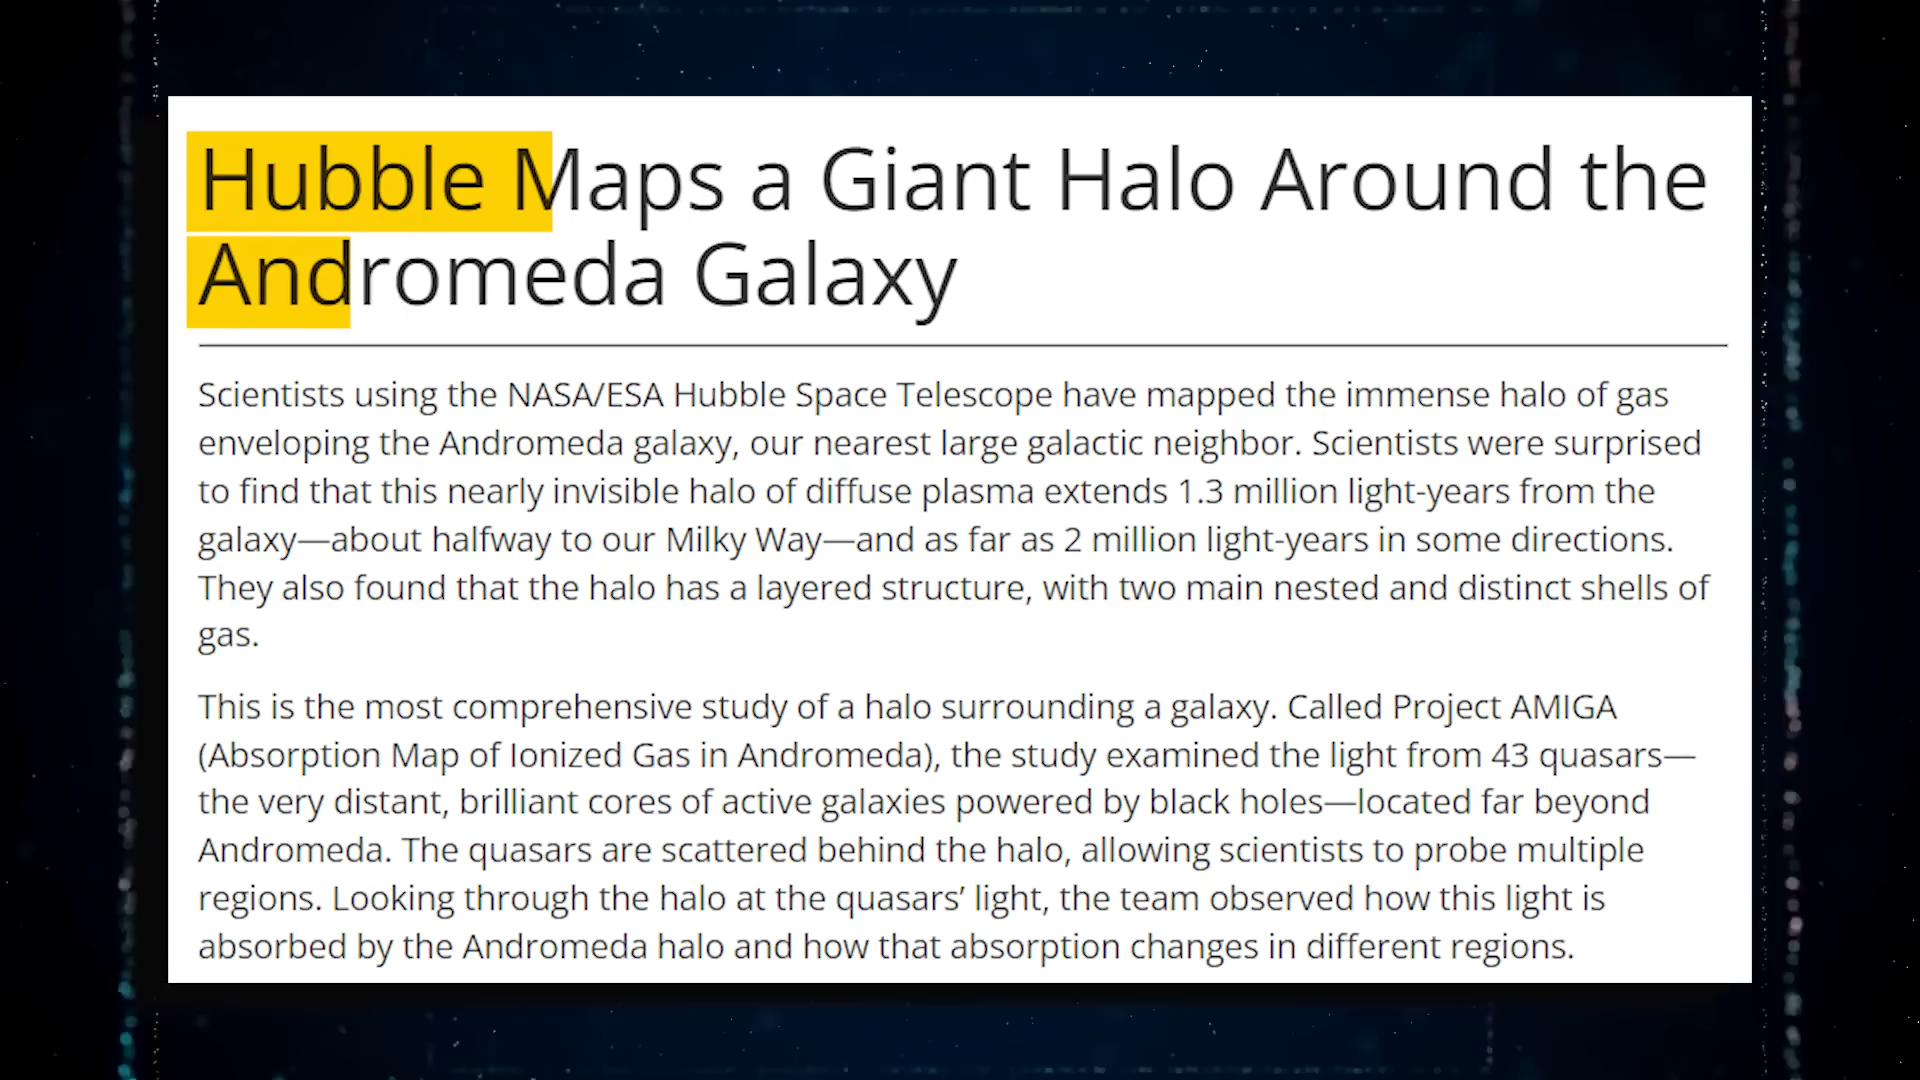 Hubble Maps a Giant Halo Around the
Andromeda Galaxy
Scientists using the NASA/ESA Hubble Space Telescope have mapped the immense halo of gas
enveloping the Andromeda galaxy, our nearest large galactic neighbor. Scientists were surprised
to find that this nearly invisible halo of diffuse plasma extends 1.3 million light-years from the
galaxy—about halfway to our Milky Way—and as far as 2 million light-years in some directions.
They also found that the halo has a layered structure, with two main nested and distinct shells of
gas.
This is the most comprehensive study of a halo surrounding a galaxy. Called Project AMIGA
(Absorption Map of Ionized Gas in Andromeda), the study examined the light from 43 quasars—
the very distant, brilliant cores of active galaxies powered by black holes—located far beyond
Andromeda. The quasars are scattered behind the halo, allowing scientists to probe multiple
regions. Looking through the halo at the quasars’ light, the team observed how this light is
absorbed by the Andromeda halo and how that absorption changes in different regions.